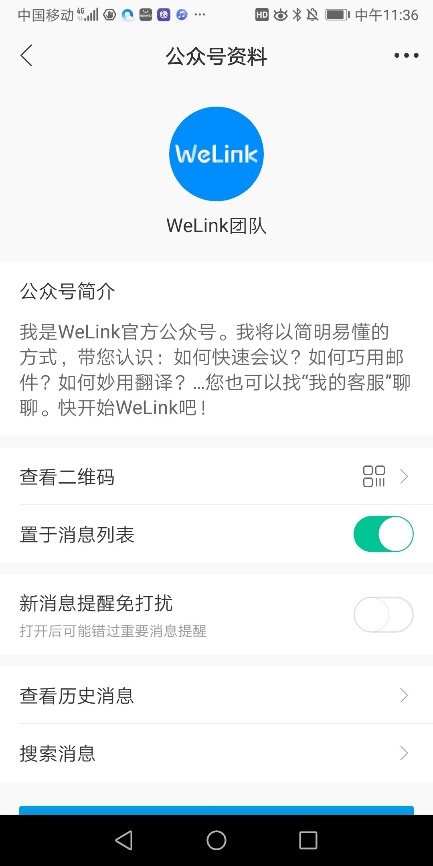 中国移动 4G HD 中午11:36
公众号资料
WeLink
WeLink团队
公众号简介
我是WeLink官方公众号。我将以简明易懂的
方式，带您认识：如何快速会议？如何巧用邮
件？如何妙用翻译？...您也可以找“我的客服”聊
聊。快开始WeLink吧！
查看二维码
置于消息列表
新消息提醒免打扰
打开后可能错过重要消息提醒
查看历史消息
搜索消息